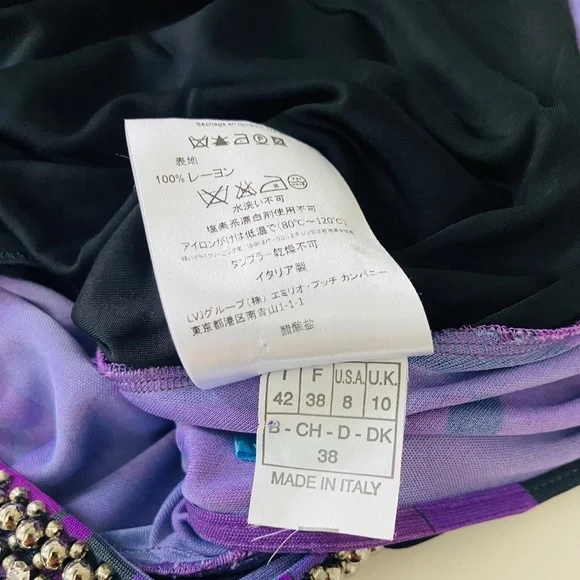 表地
100% レーヨン
水洗い不可
塩素系漂白剤使用不可
アイロンがけは低温で(80℃～120℃)
タンブラー乾燥不可
イタリア製
LVJグループ(株) エミリオ・プッチ カンパニー
東京都港区南青山1-1-1
醋酸盐
I F U.S.A. U.K.
42 38 8 10
B - CH - D - DK
38
MADE IN ITALY